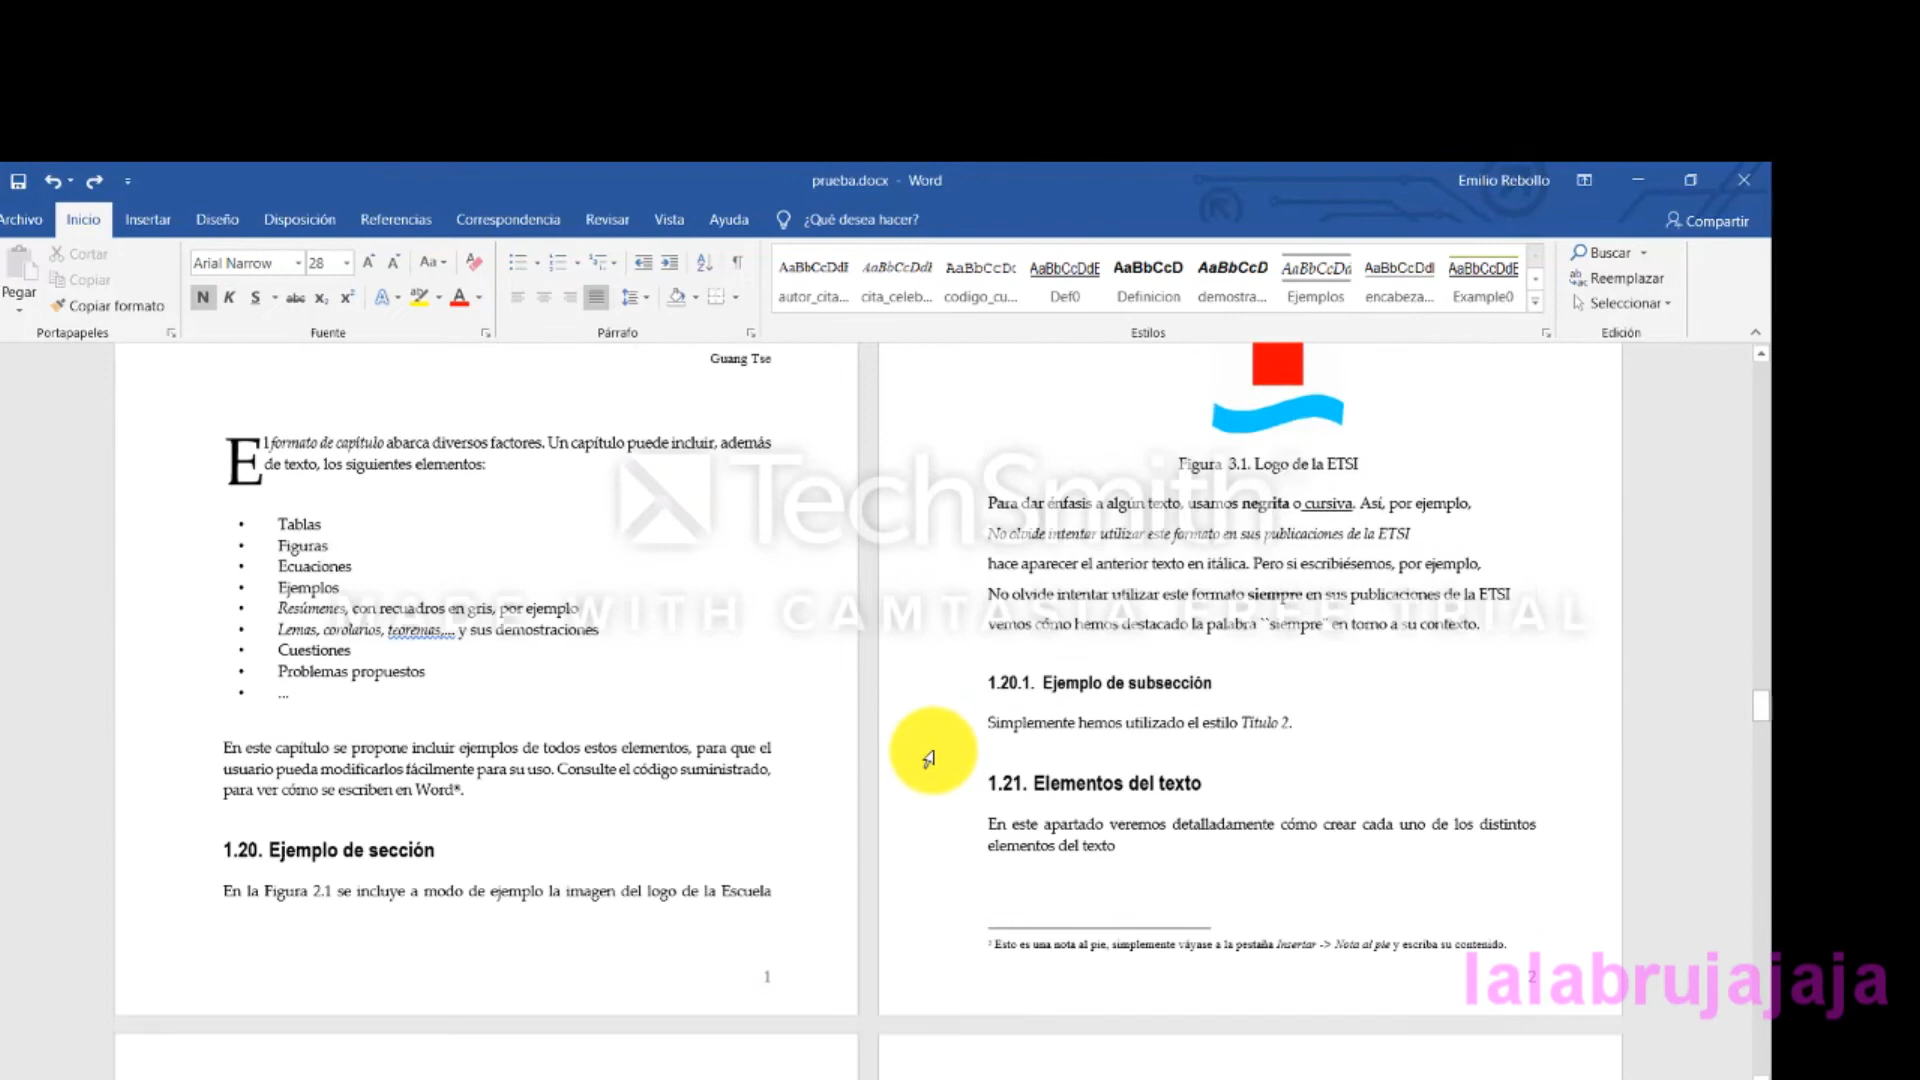 prueba.docx - Word
Emilio Rebollo
Archivo Inicio Insertar Diseño Disposición Referencias Correspondencia Revisar Vista Ayuda ¿Qué desea hacer? Compartir
Pegar
Cortar
Copiar
Copiar formato
Portapapeles
Arial Narrow 28
N K S abc x₂ x²
Fuente
Párrafo
AaBbCcDdE AaBbCcDdI AaBbCcDc AaBbCcDdE AaBbCcD AaBbCcD AaBbCcDd AaBbCcDdI AaBbCcDdE
autor_cita... cita_celeb... codigo_cu... Def0 Definicion demostra... Ejemplos encabeza... Example0
Estilos
Buscar
Reemplazar
Seleccionar
Edición
Guang Tse
El formato de capítulo abarca diversos factores. Un capítulo puede incluir, además
de texto, los siguientes elementos:
• Tablas
• Figuras
• Ecuaciones
• Ejemplos
• Resúmenes, con recuadros en gris, por ejemplo
• Lemas, corolarios, teoremas,... y sus demostraciones
• Cuestiones
• Problemas propuestos
• ...
En este capítulo se propone incluir ejemplos de todos estos elementos, para que el
usuario pueda modificarlos fácilmente para su uso. Consulte el código suministrado,
para ver cómo se escriben en Word®.
1.20. Ejemplo de sección
En la Figura 2.1 se incluye a modo de ejemplo la imagen del logo de la Escuela
1
Figura 3.1. Logo de la ETSI
Para dar énfasis a algún texto, usamos negrita o cursiva. Así, por ejemplo,
No olvide intentar utilizar este formato en sus publicaciones de la ETSI
hace aparecer el anterior texto en itálica. Pero si escribiésemos, por ejemplo,
No olvide intentar utilizar este formato siempre en sus publicaciones de la ETSI
vemos cómo hemos destacado la palabra ``siempre'' en torno a su contexto.
1.20.1. Ejemplo de subsección
Simplemente hemos utilizado el estilo Título 2.
1.21. Elementos del texto
En este apartado veremos detalladamente cómo crear cada uno de los distintos
elementos del texto
² Esto es una nota al pie, simplemente váyase a la pestaña Insertar -> Nota al pie y escriba su contenido.
2
TechSmith
MADE WITH CAMTASIA FREE TRIAL
lalabrujajaja